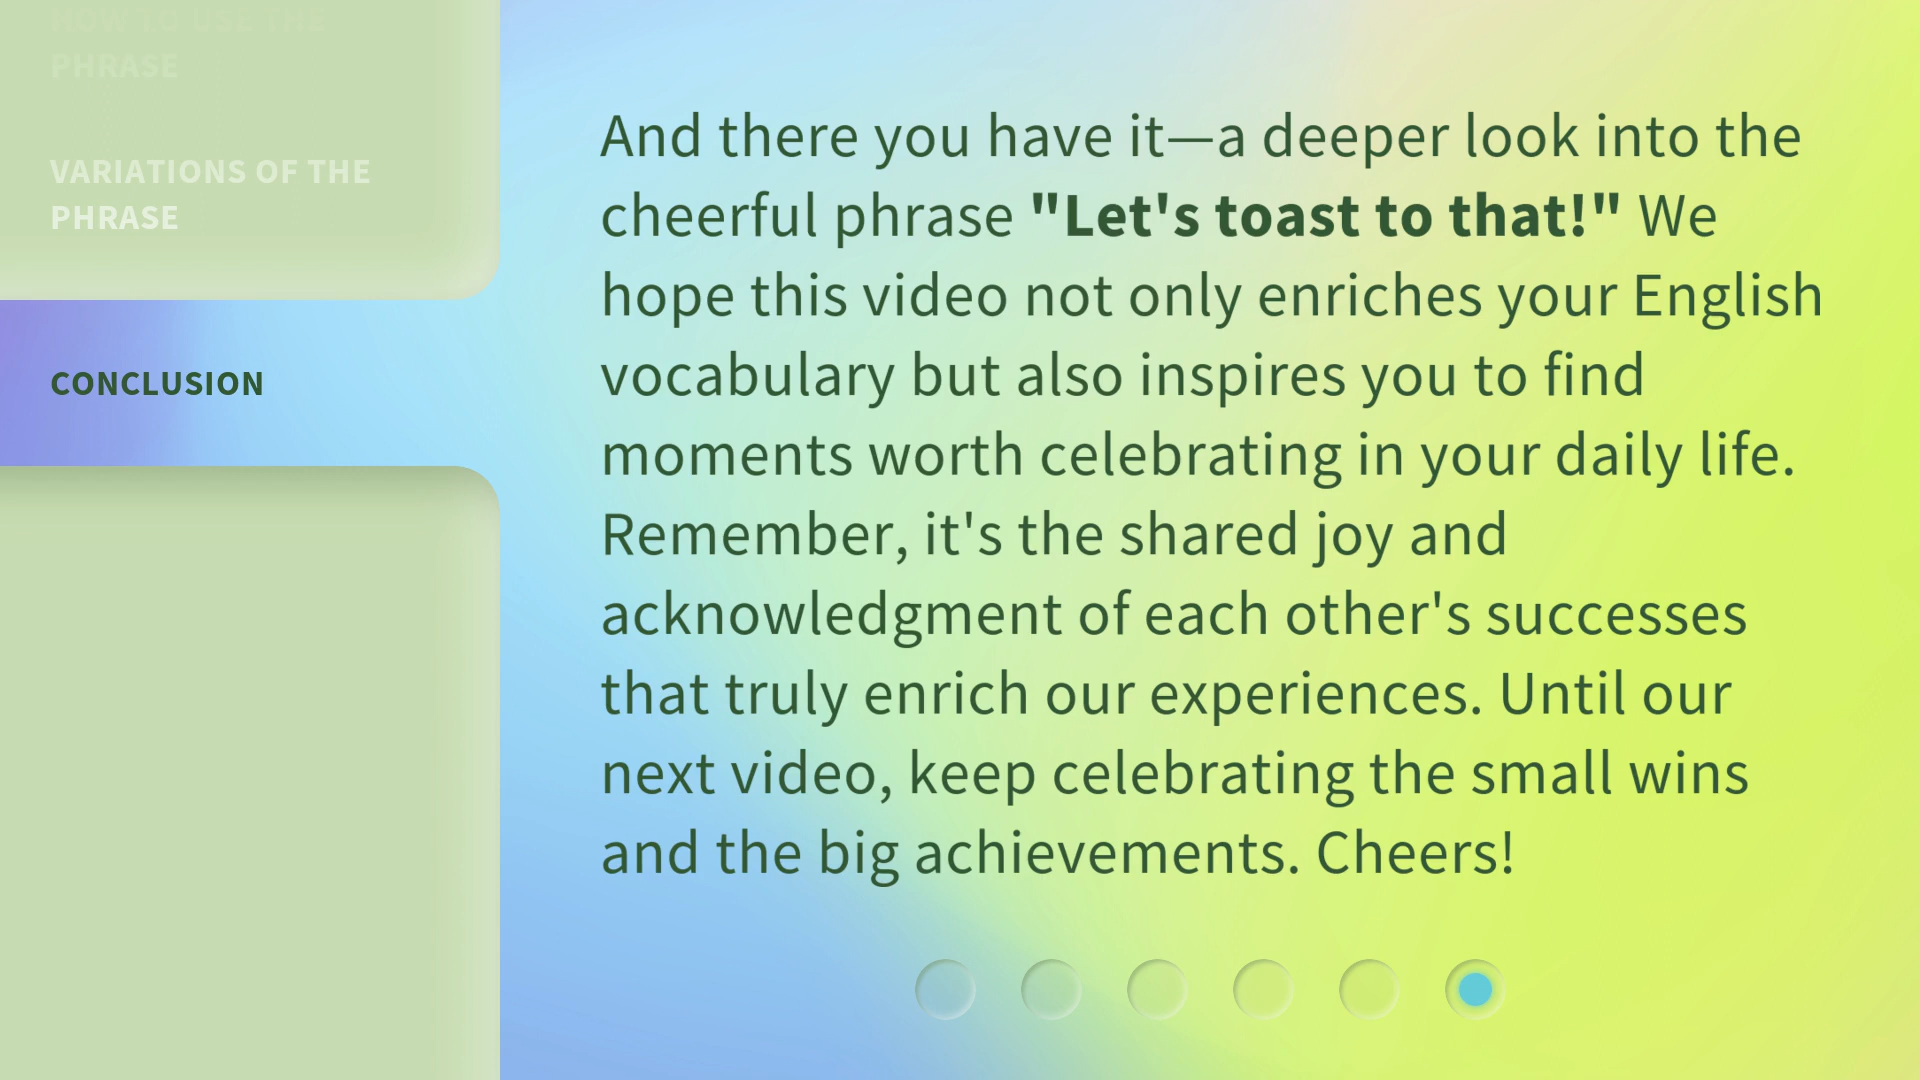 HOW TO USE THE
PHRASE
VARIATIONS OF THE
PHRASE
CONCLUSION
And there you have it—a deeper look into the
cheerful phrase "Let's toast to that!" We
hope this video not only enriches your English
vocabulary but also inspires you to find
moments worth celebrating in your daily life.
Remember, it's the shared joy and
acknowledgment of each other's successes
that truly enrich our experiences. Until our
next video, keep celebrating the small wins
and the big achievements. Cheers!